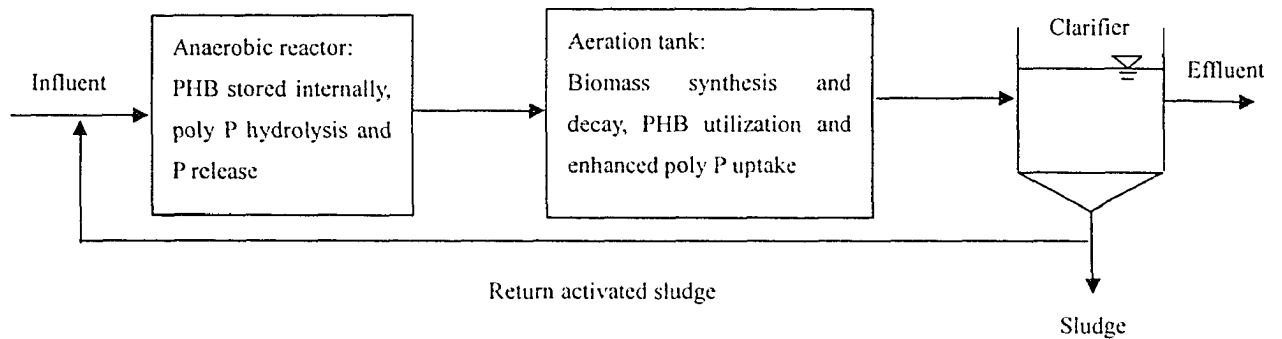 Influent
Anaerobic reactor:
PHB stored internally,
poly P hydrolysis and
P release
Aeration tank:
Biomass synthesis and
decay, PHB utilization and
enhanced poly P uptake
Clarifier
Effluent
Return activated sludge
Sludge